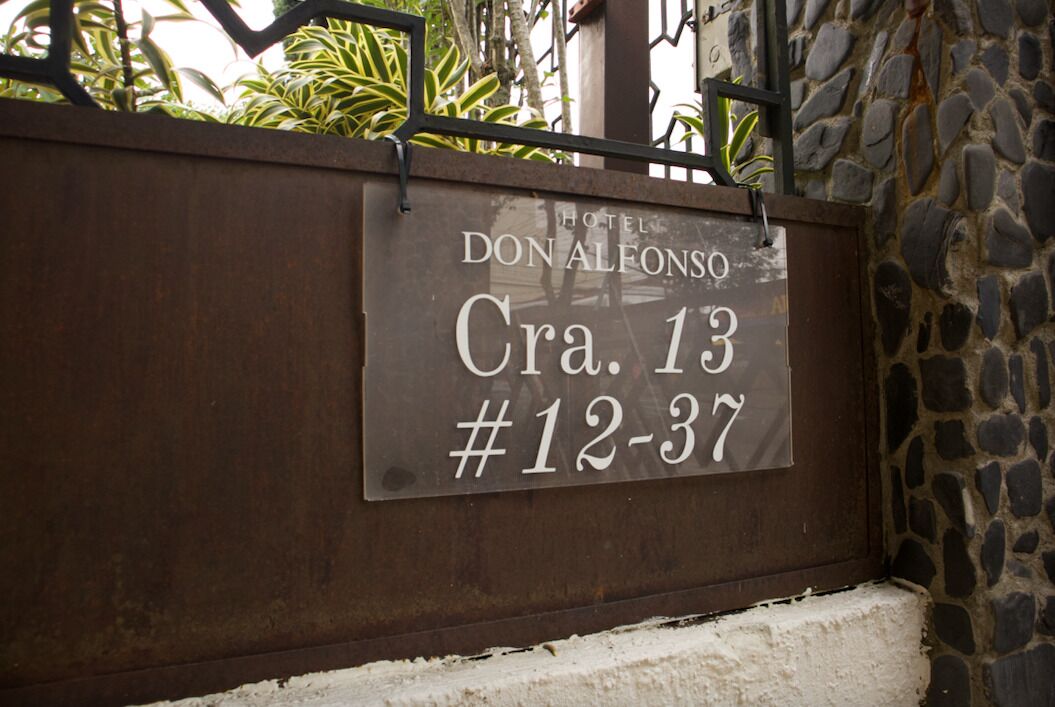 HOTEL
DON ALFONSO
Cra. 13
#12-37